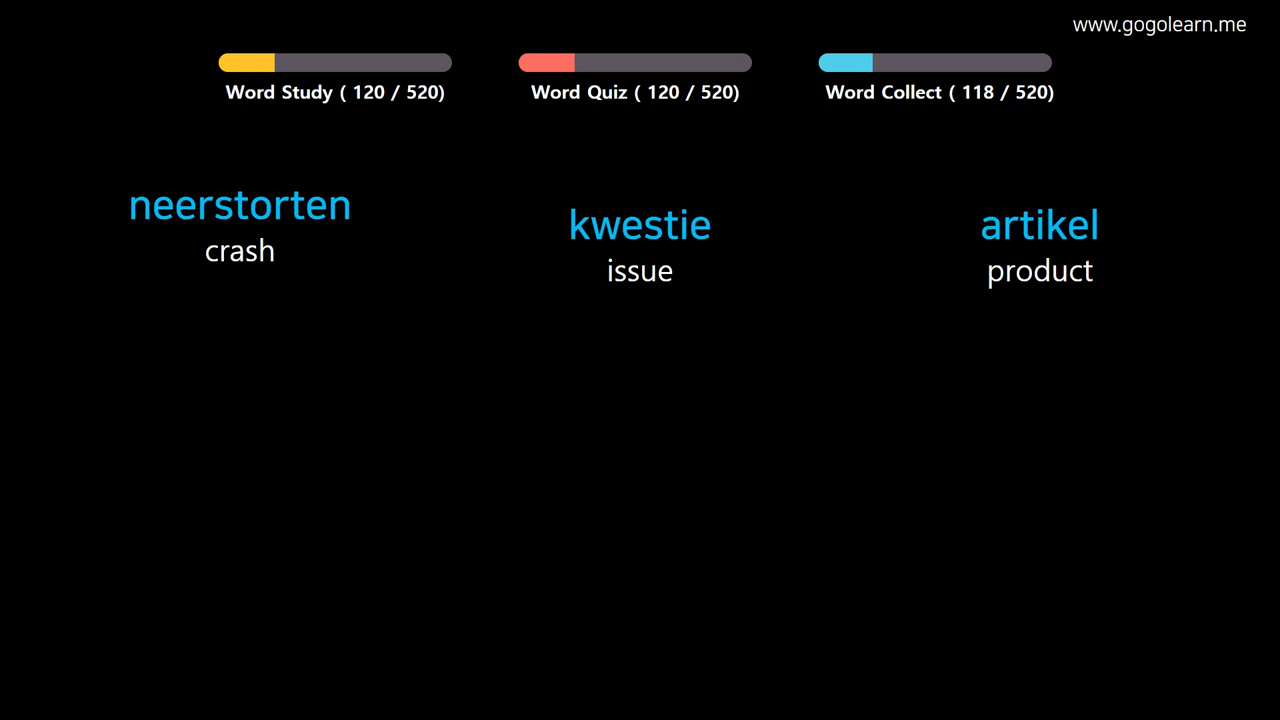 www.gogolearn.me
Word Study ( 120 / 520)
Word Quiz ( 120 / 520)
Word Collect ( 118 / 520)
neerstorten
crash
kwestie
issue
artikel
product